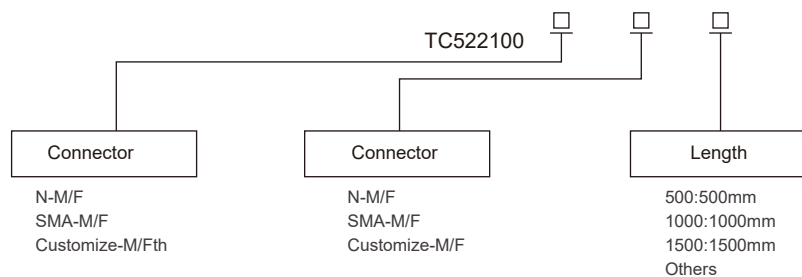 TC522100 □ □ □
Connector
N-M/F
SMA-M/F
Customize-M/Fth
Connector
N-M/F
SMA-M/F
Customize-M/F
Length
500:500mm
1000:1000mm
1500:1500mm
Others